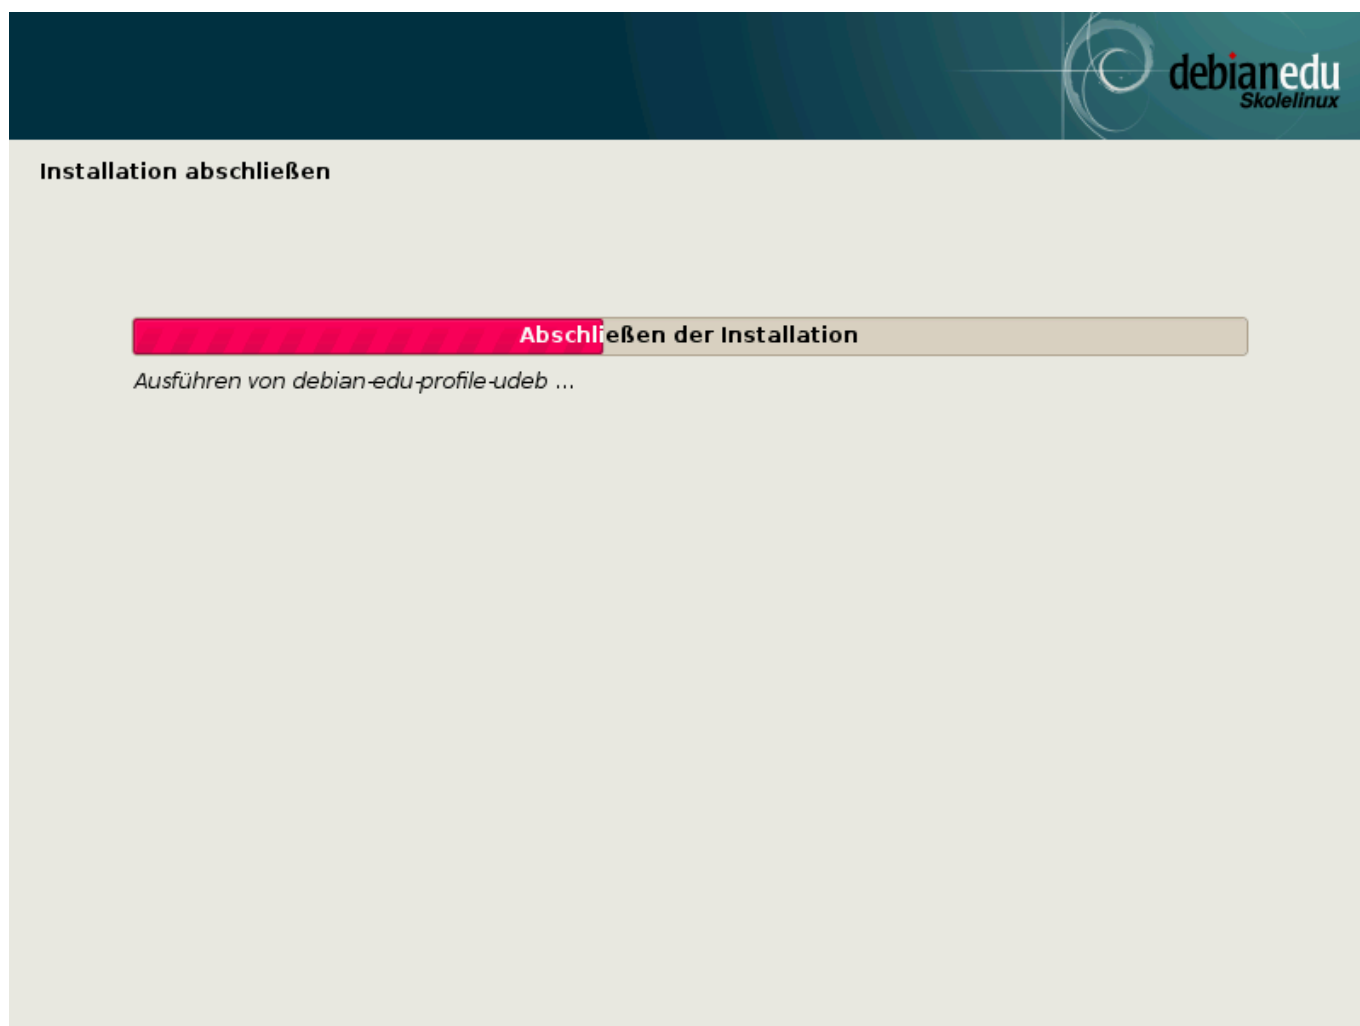 debianedu
Skolelinux
Installation abschließen
Abschließen der Installation
Ausführen von debian-edu-profile-udeb ...